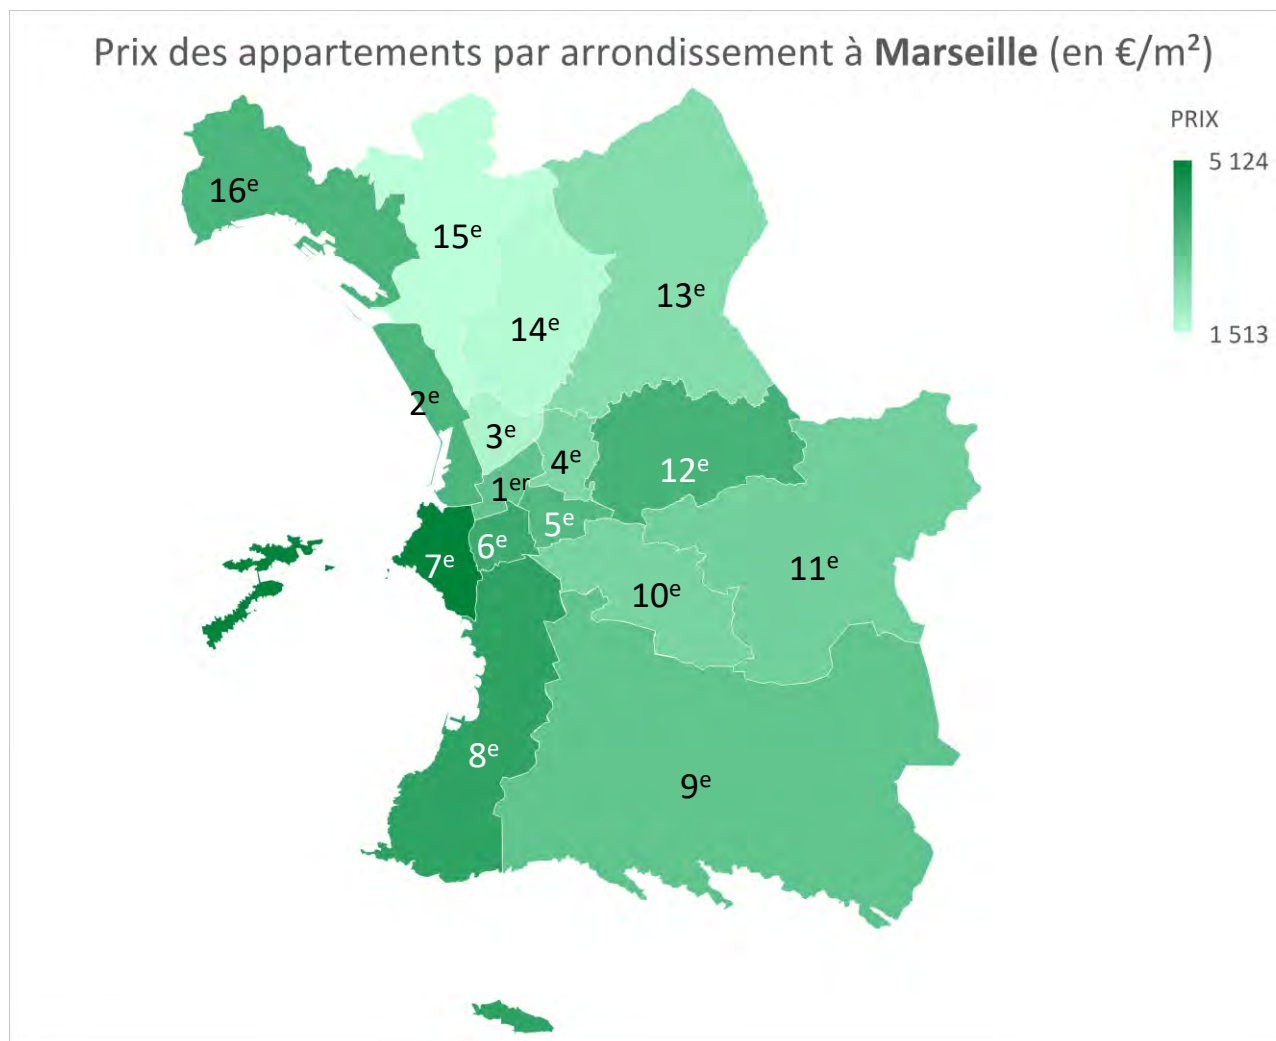 Prix des appartements par arrondissement à Marseille (en €/m²)
PRIX
5 124
1 513
16ᵉ
15ᵉ
13ᵉ
14ᵉ
2ᵉ
3ᵉ
4ᵉ
12ᵉ
1ᵉʳ
5ᵉ
6ᵉ
7ᵉ
11ᵉ
10ᵉ
8ᵉ
9ᵉ